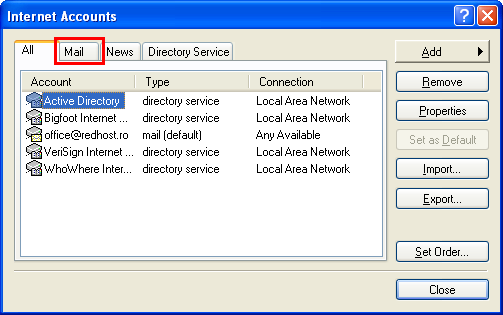 Internet Accounts
All Mail News Directory Service
Add
Account Type Connection
Active Directory directory service Local Area Network
Remove
Bigfoot Internet ... directory service Local Area Network
Properties
office@redhost.ro mail (default) Any Available
Set as Default
VeriSign Internet ... directory service Local Area Network
WhoWhere Inter... directory service Local Area Network
Import...
Export...
Set Order...
Close